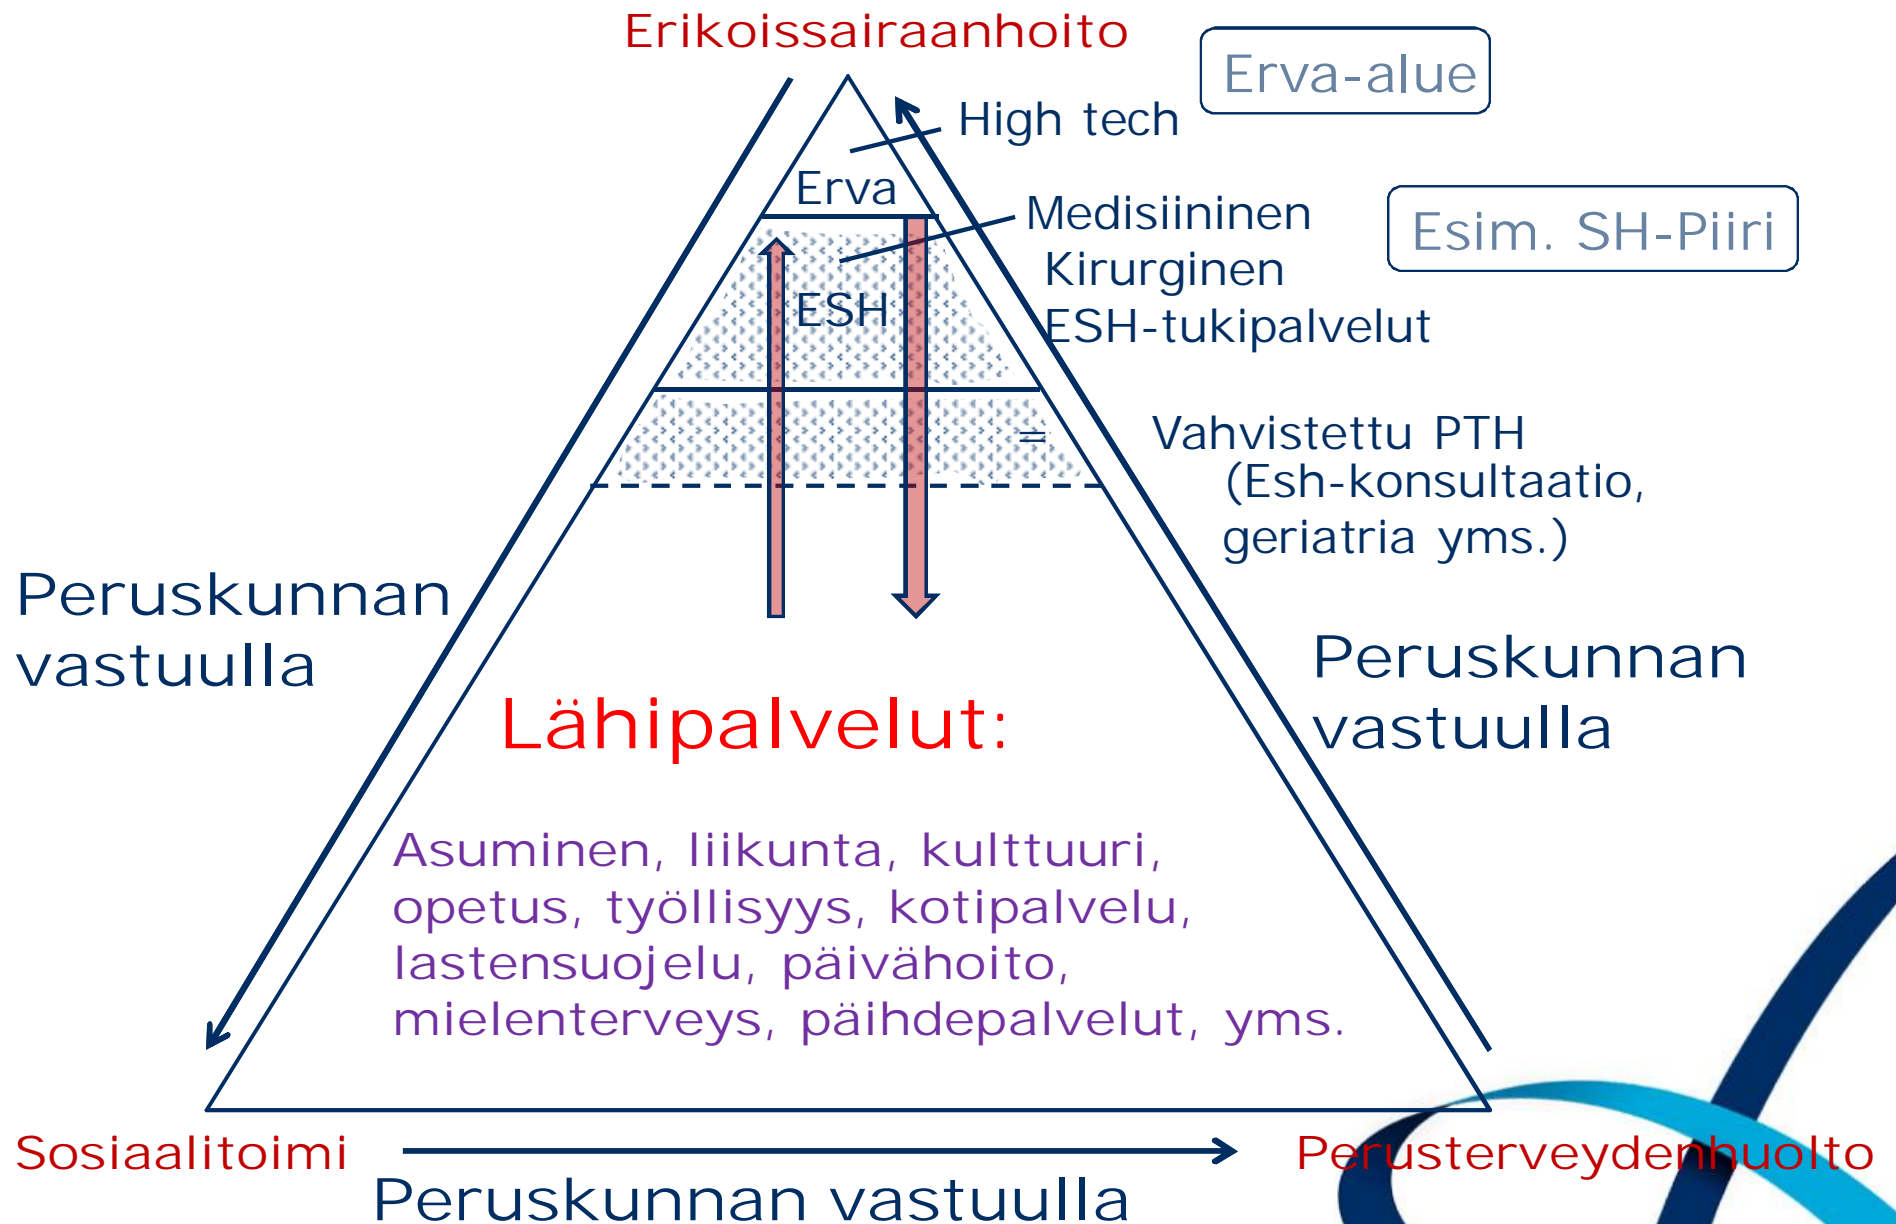 Erikoissairaanhoito
Erva-alue
High tech
Erva
Medisiininen
Kirurginen
ESH-tukipalvelut
Esim. SH-Piiri
ESH
=
Vahvistettu PTH
(Esh-konsultaatio,
geriatria yms.)
Peruskunnan
vastuulla
Peruskunnan
vastuulla
Lähipalvelut:
Asuminen, liikunta, kulttuuri,
opetus, työllisyys, kotipalvelu,
lastensuojelu, päivähoito,
mielenterveys, päihdepalvelut, yms.
Sosiaalitoimi
Perusterveydenhuolto
Peruskunnan vastuulla